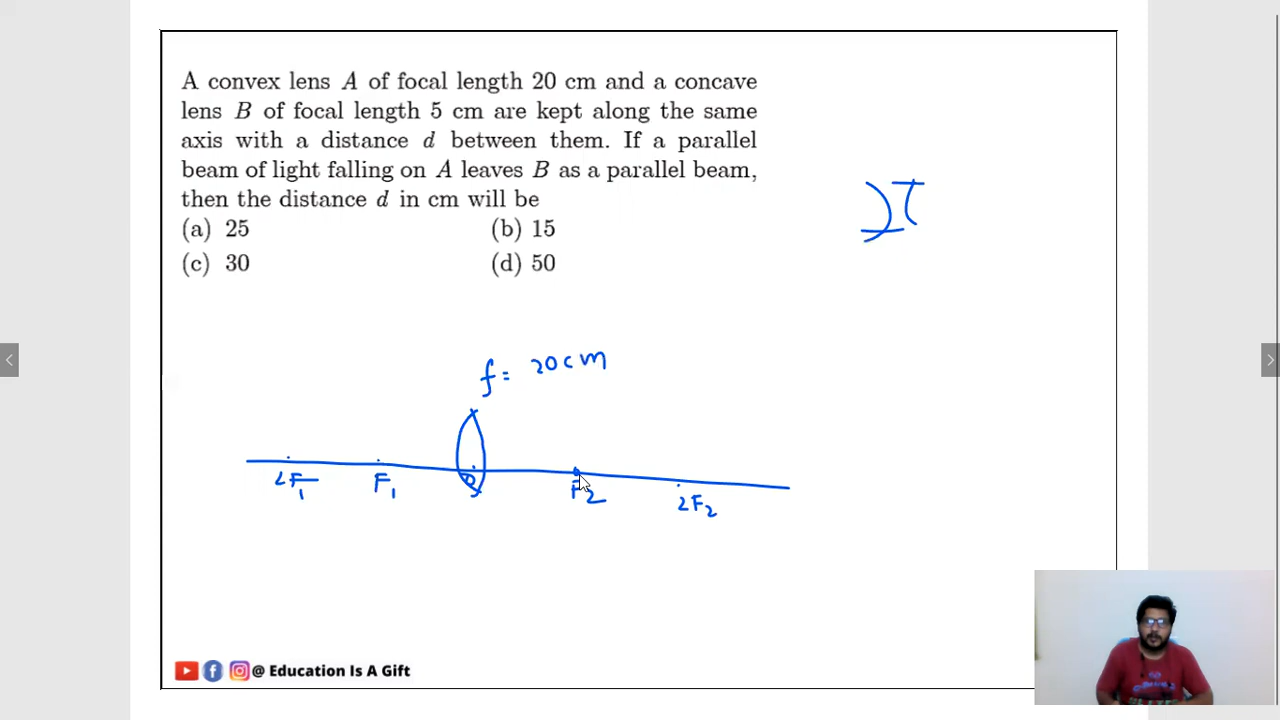 A convex lens A of focal length 20 cm and a concave
lens B of focal length 5 cm are kept along the same
axis with a distance d between them. If a parallel
beam of light falling on A leaves B as a parallel beam,
then the distance d in cm will be
(a) 25 (b) 15
(c) 30 (d) 50
f = 20cm
2F1 F1 O F2 2F2
@ Education Is A Gift